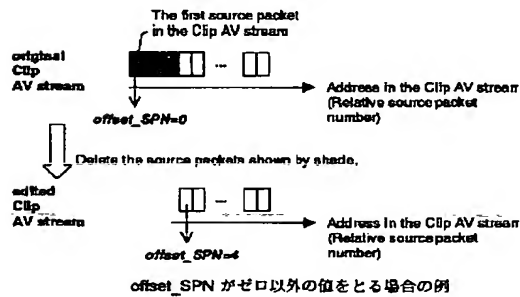 The first source packet
in the Clip AV stream
original
Clip
AV stream
...
Address in the Clip AV stream
(Relative source packet
number)
offset_SPN=0
Delete the source packets shown by shade.
edited
Clip
AV stream
...
Address in the Clip AV stream
(Relative source packet
number)
offset_SPN=4
offset_SPN がゼロ以外の値をとる場合の例